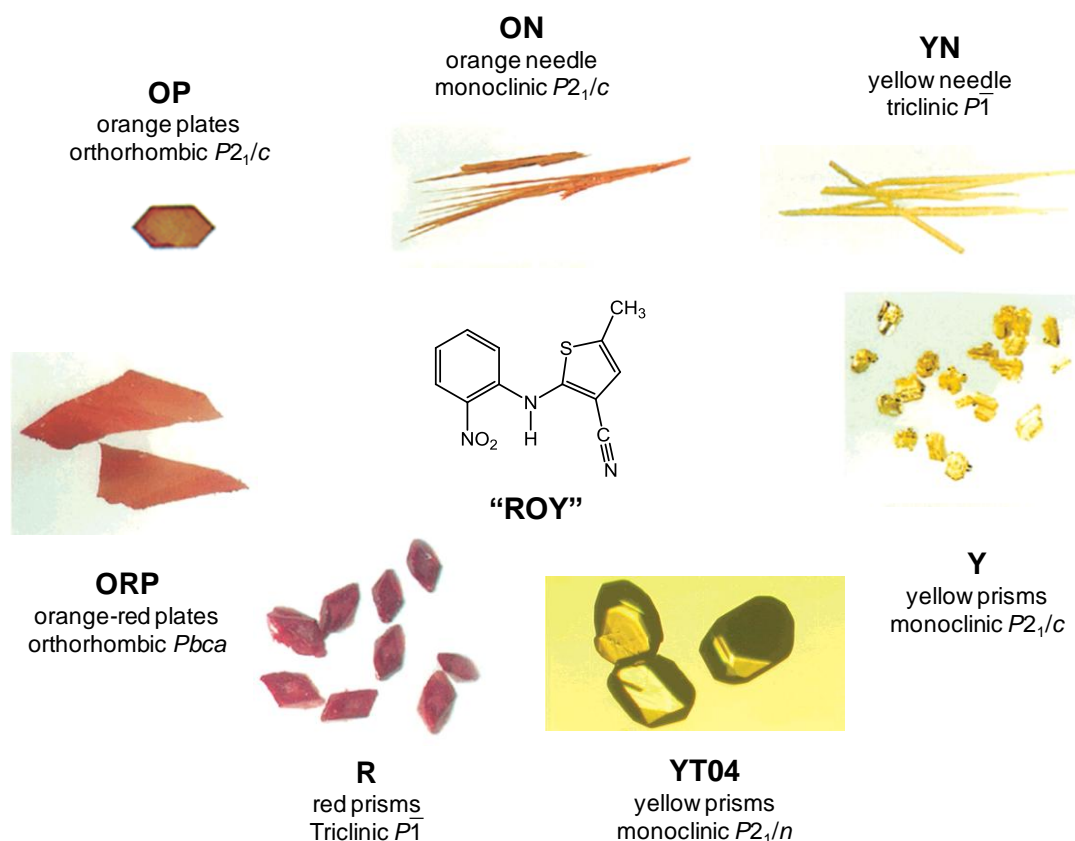 ON
orange needle
monoclinic P2₁/c
YN
yellow needle
triclinic P1̅
OP
orange plates
orthorhombic P2₁/c
CH₃
S
N
H
NO₂
N
“ROY”
ORP
orange-red plates
orthorhombic Pbca
Y
yellow prisms
monoclinic P2₁/c
R
red prisms
Triclinic P1̅
YT04
yellow prisms
monoclinic P2₁/n